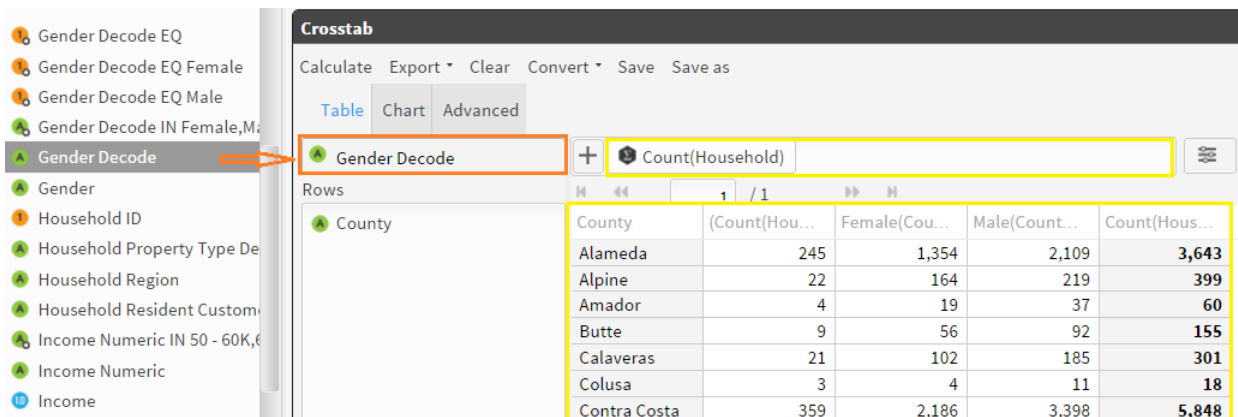 Gender Decode EQ
Gender Decode EQ Female
Gender Decode EQ Male
Gender Decode IN Female,Ma
Gender Decode
Gender
Household ID
Household Property Type De
Household Region
Household Resident Custom
Income Numeric IN 50 - 60K,6
Income Numeric
Income
Crosstab
Calculate Export Clear Convert Save Save as
Table Chart Advanced
Gender Decode
Count(Household)
Rows
1 / 1
County
County (Count(Hou... Female(Cou... Male(Count... Count(Hous...
Alameda 245 1,354 2,109 3,643
Alpine 22 164 219 399
Amador 4 19 37 60
Butte 9 56 92 155
Calaveras 21 102 185 301
Colusa 3 4 11 18
Contra Costa 359 2,186 3,398 5,848